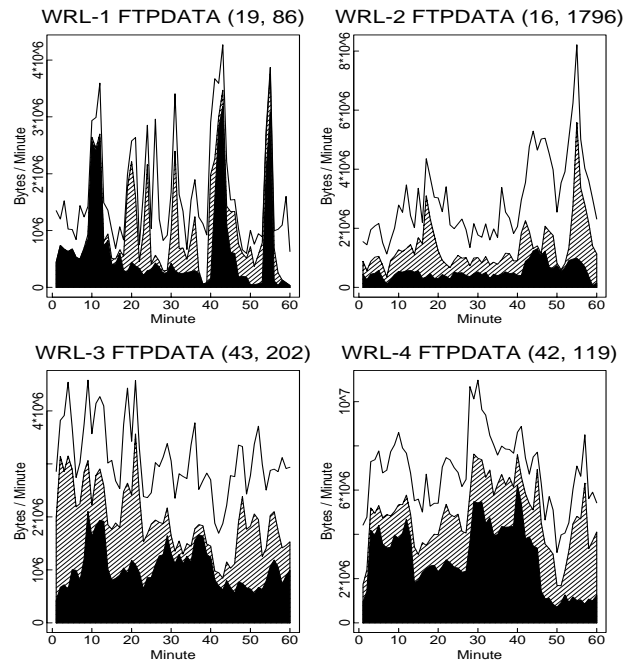 WRL-1 FTPDATA (19, 86)
Bytes / Minute
4*10^6
3*10^6
2*10^6
10^6
0
0 10 20 30 40 50 60
Minute
WRL-2 FTPDATA (16, 1796)
Bytes / Minute
8*10^6
6*10^6
4*10^6
2*10^6
0
0 10 20 30 40 50 60
Minute
WRL-3 FTPDATA (43, 202)
Bytes / Minute
4*10^6
2*10^6
10^6
0
0 10 20 30 40 50 60
Minute
WRL-4 FTPDATA (42, 119)
Bytes / Minute
10^7
6*10^6
2*10^6
0
0 10 20 30 40 50 60
Minute